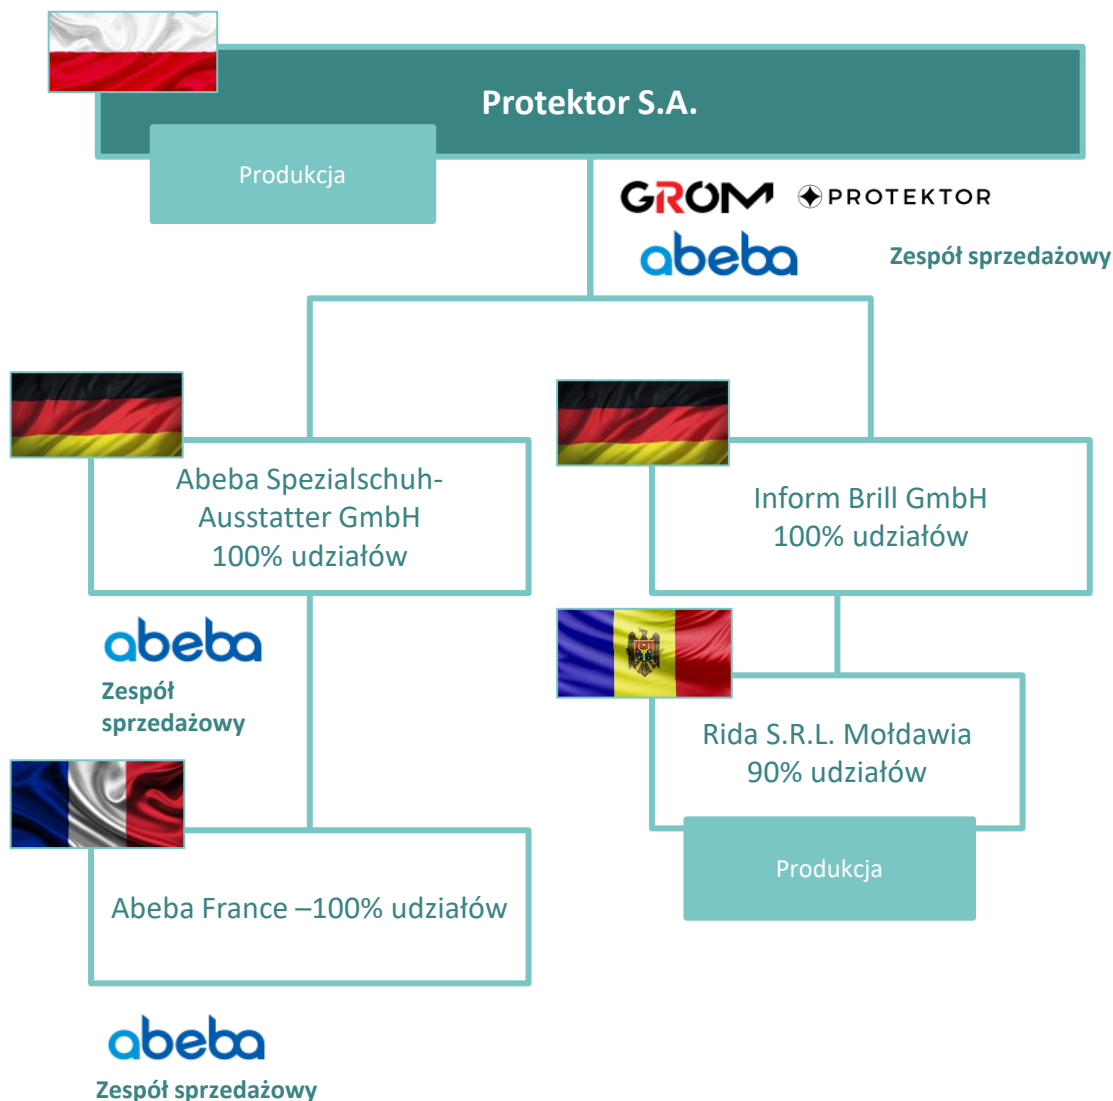 Protektor S.A.
Produkcja
GROM PROTEKTOR
abeba
Zespół sprzedażowy
Abeba Spezialschuh-
Ausstatter GmbH
100% udziałów
Inform Brill GmbH
100% udziałów
abeba
Zespół
sprzedażowy
Rida S.R.L. Mołdawia
90% udziałów
Produkcja
Abeba France –100% udziałów
abeba
Zespół sprzedażowy